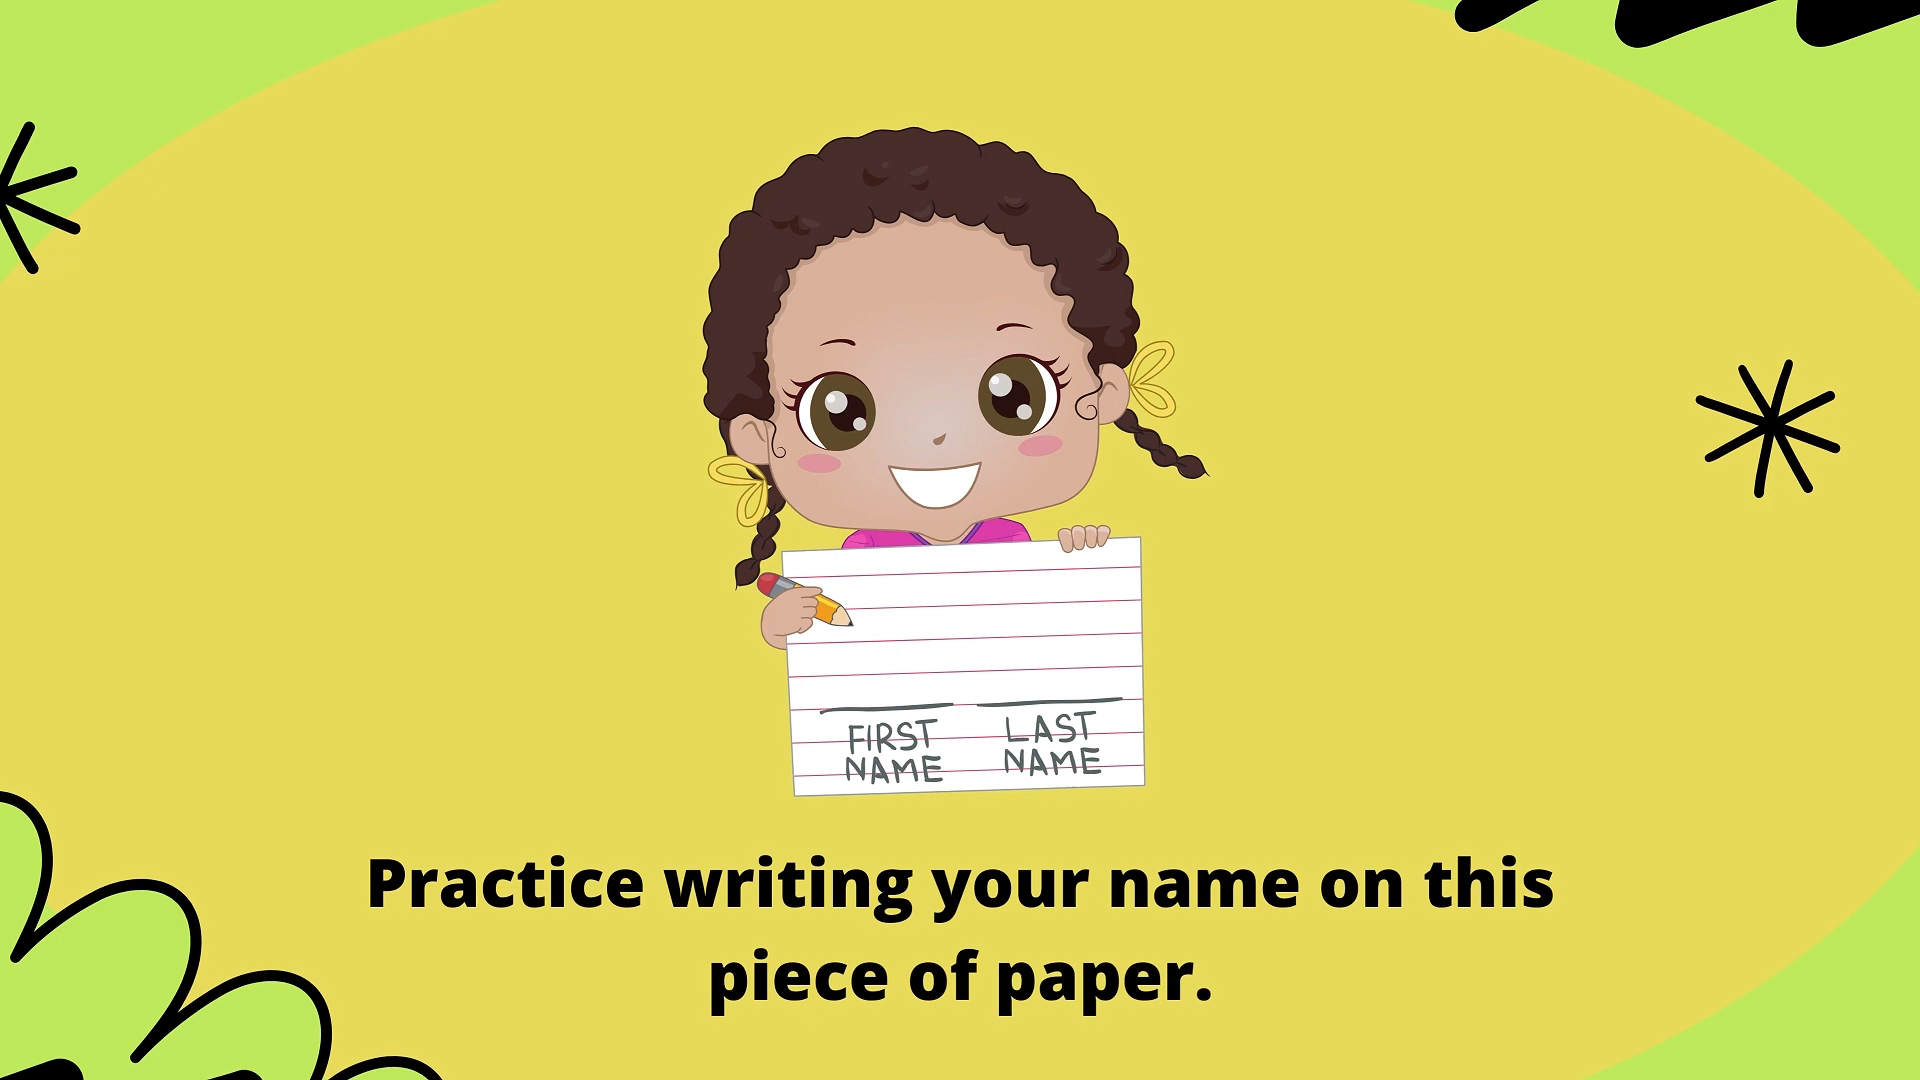 FIRST LAST
NAME NAME
Practice writing your name on this
piece of paper.